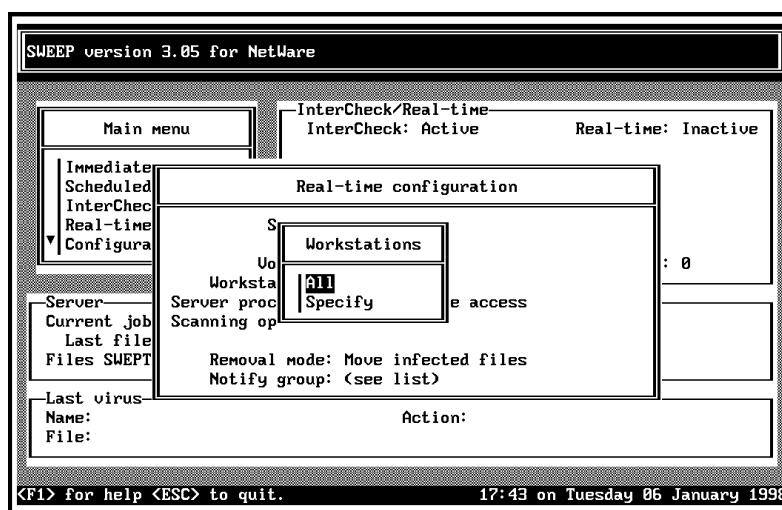 SWEEP version 3.05 for NetWare
InterCheck/Real-time
Main menu
InterCheck: Active Real-time: Inactive
Immediate
Scheduled
InterChec
Real-time
Configura
Real-time configuration
S
Vo
Worksta
Server proc
Scanning op
Workstations
All
Specify
e access
: 0
Removal mode: Move infected files
Notify group: (see list)
Server
Current job
Last file
Files SWEPT
Last virus
Name: Action:
File:
<F1> for help <ESC> to quit. 17:43 on Tuesday 06 January 1998